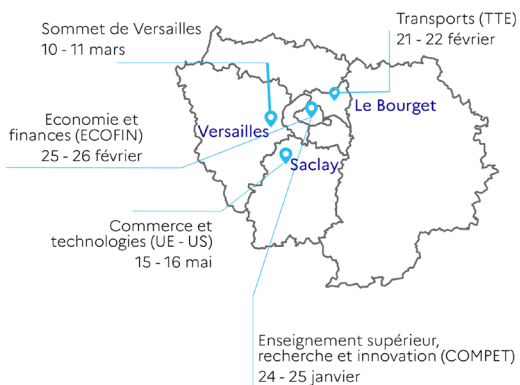 Sommet de Versailles
10 - 11 mars
Transports (TTE)
21 - 22 février
Le Bourget
Economie et
finances (ECOFIN)
25 - 26 février
Versailles
Saclay
Commerce et
technologies (UE - US)
15 - 16 mai
Enseignement supérieur,
recherche et innovation (COMPET)
24 - 25 janvier